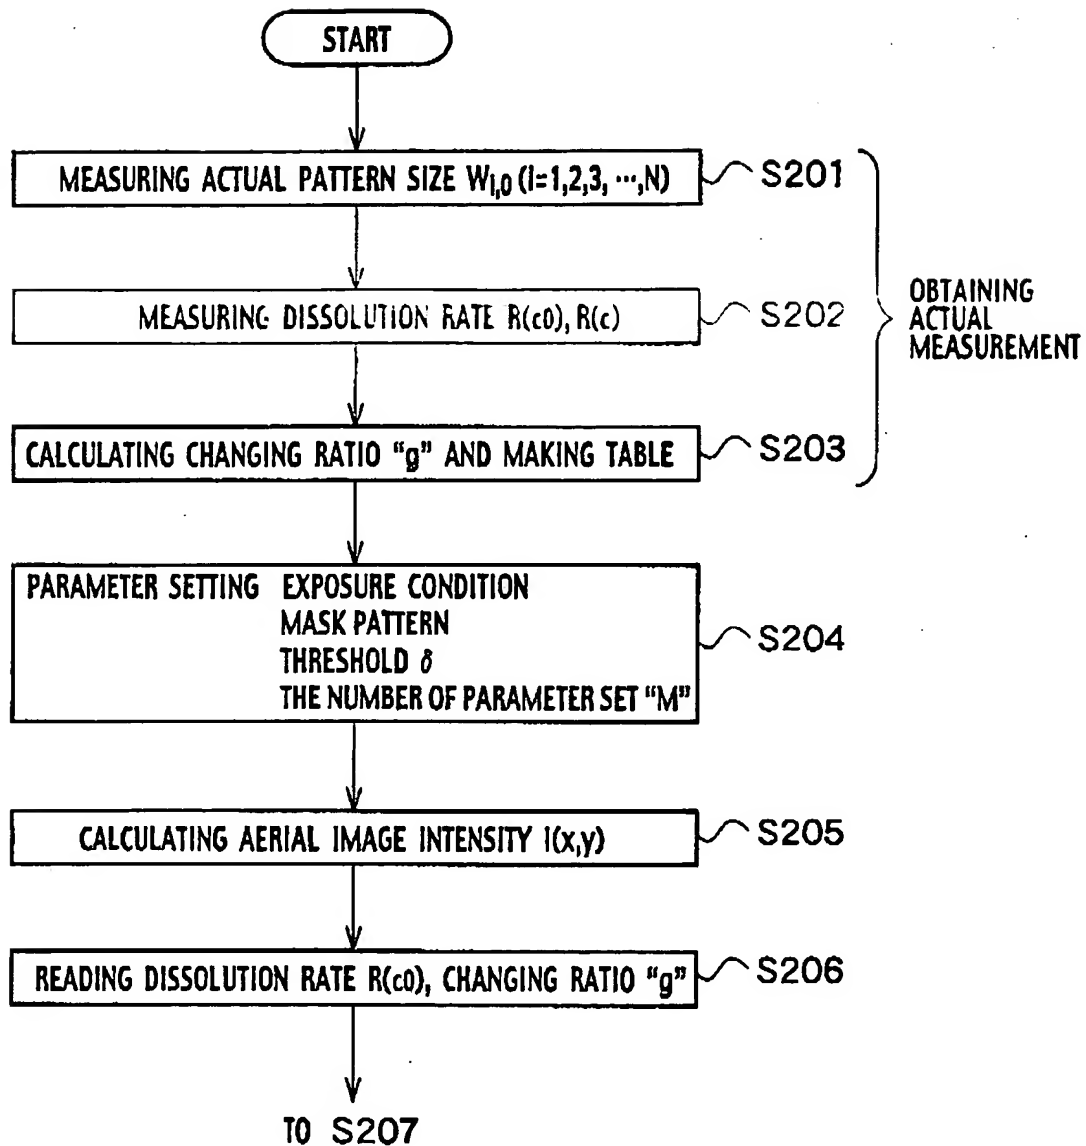 START
MEASURING ACTUAL PATTERN SIZE Wi,0 (i=1,2,3, ···,N)
S201
MEASURING DISSOLUTION RATE R(c0), R(c)
S202
OBTAINING
ACTUAL
MEASUREMENT
CALCULATING CHANGING RATIO “g” AND MAKING TABLE
S203
PARAMETER SETTING EXPOSURE CONDITION
MASK PATTERN
THRESHOLD δ
THE NUMBER OF PARAMETER SET “M”
S204
CALCULATING AERIAL IMAGE INTENSITY I(x,y)
S205
READING DISSOLUTION RATE R(c0), CHANGING RATIO “g”
S206
TO S207